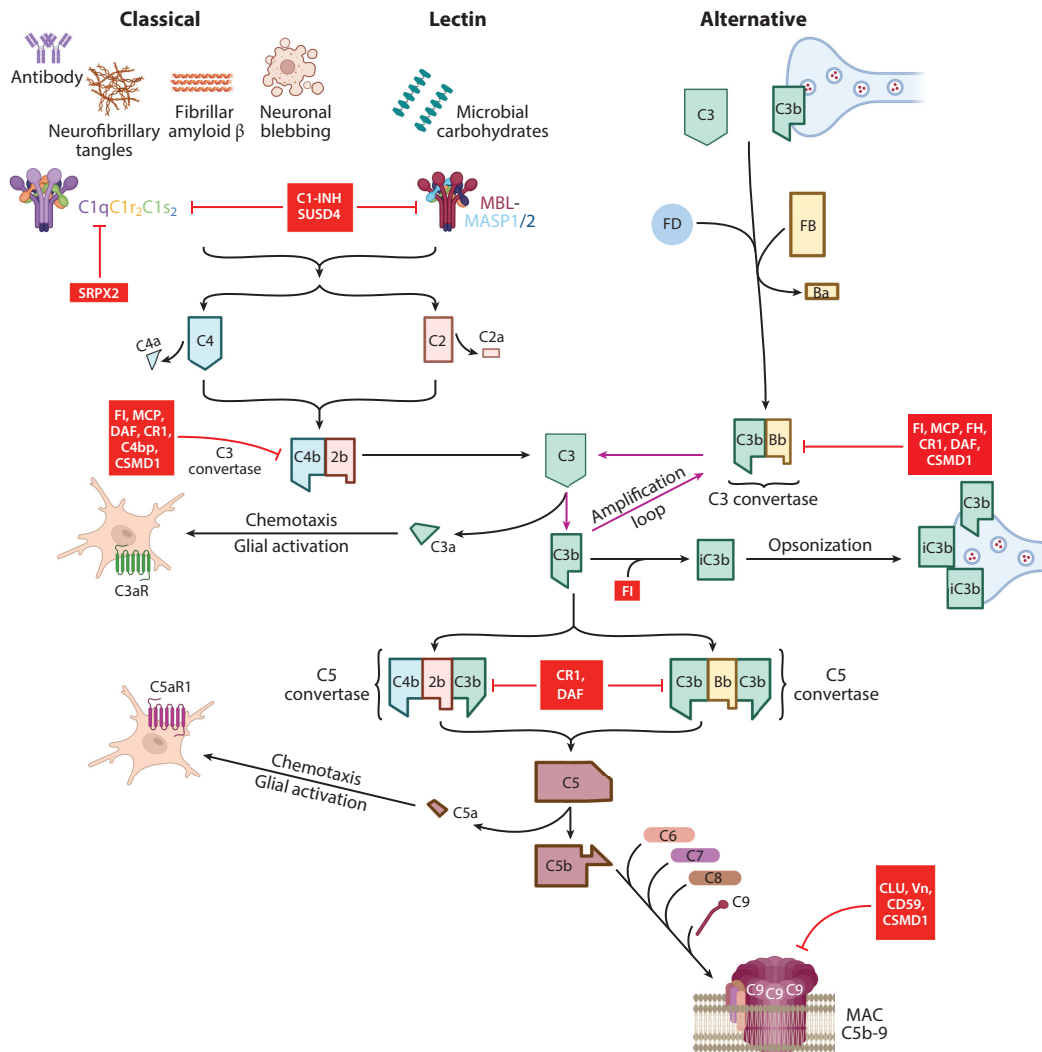 Classical
Lectin
Alternative
Antibody
Neurofibrillary
tangles
Fibrillar
amyloid β
Neuronal
blebbing
Microbial
carbohydrates
C3
C3b
C1qC1r₂C1s₂
C1-INH
SUSD4
MBL-
MASP1/2
SRPX2
FD
FB
Ba
C4a
C4
C2
C2a
FI, MCP,
DAF, CR1,
C4bp,
CSMD1
C3
convertase
C4b
2b
C3
C3b
Bb
C3 convertase
FI, MCP, FH,
CR1, DAF,
CSMD1
Amplification
loop
Chemotaxis
Glial activation
C3a
C3aR
C3b
FI
iC3b
Opsonization
C3b
iC3b
iC3b
C5
convertase
C4b
2b
C3b
CR1,
DAF
C3b
Bb
C3b
C5
convertase
C5aR1
Chemotaxis
Glial activation
C5a
C5
C5b
C6
C7
C8
C9
CLU, Vn,
CD59,
CSMD1
C9
C9
C9
MAC
C5b-9